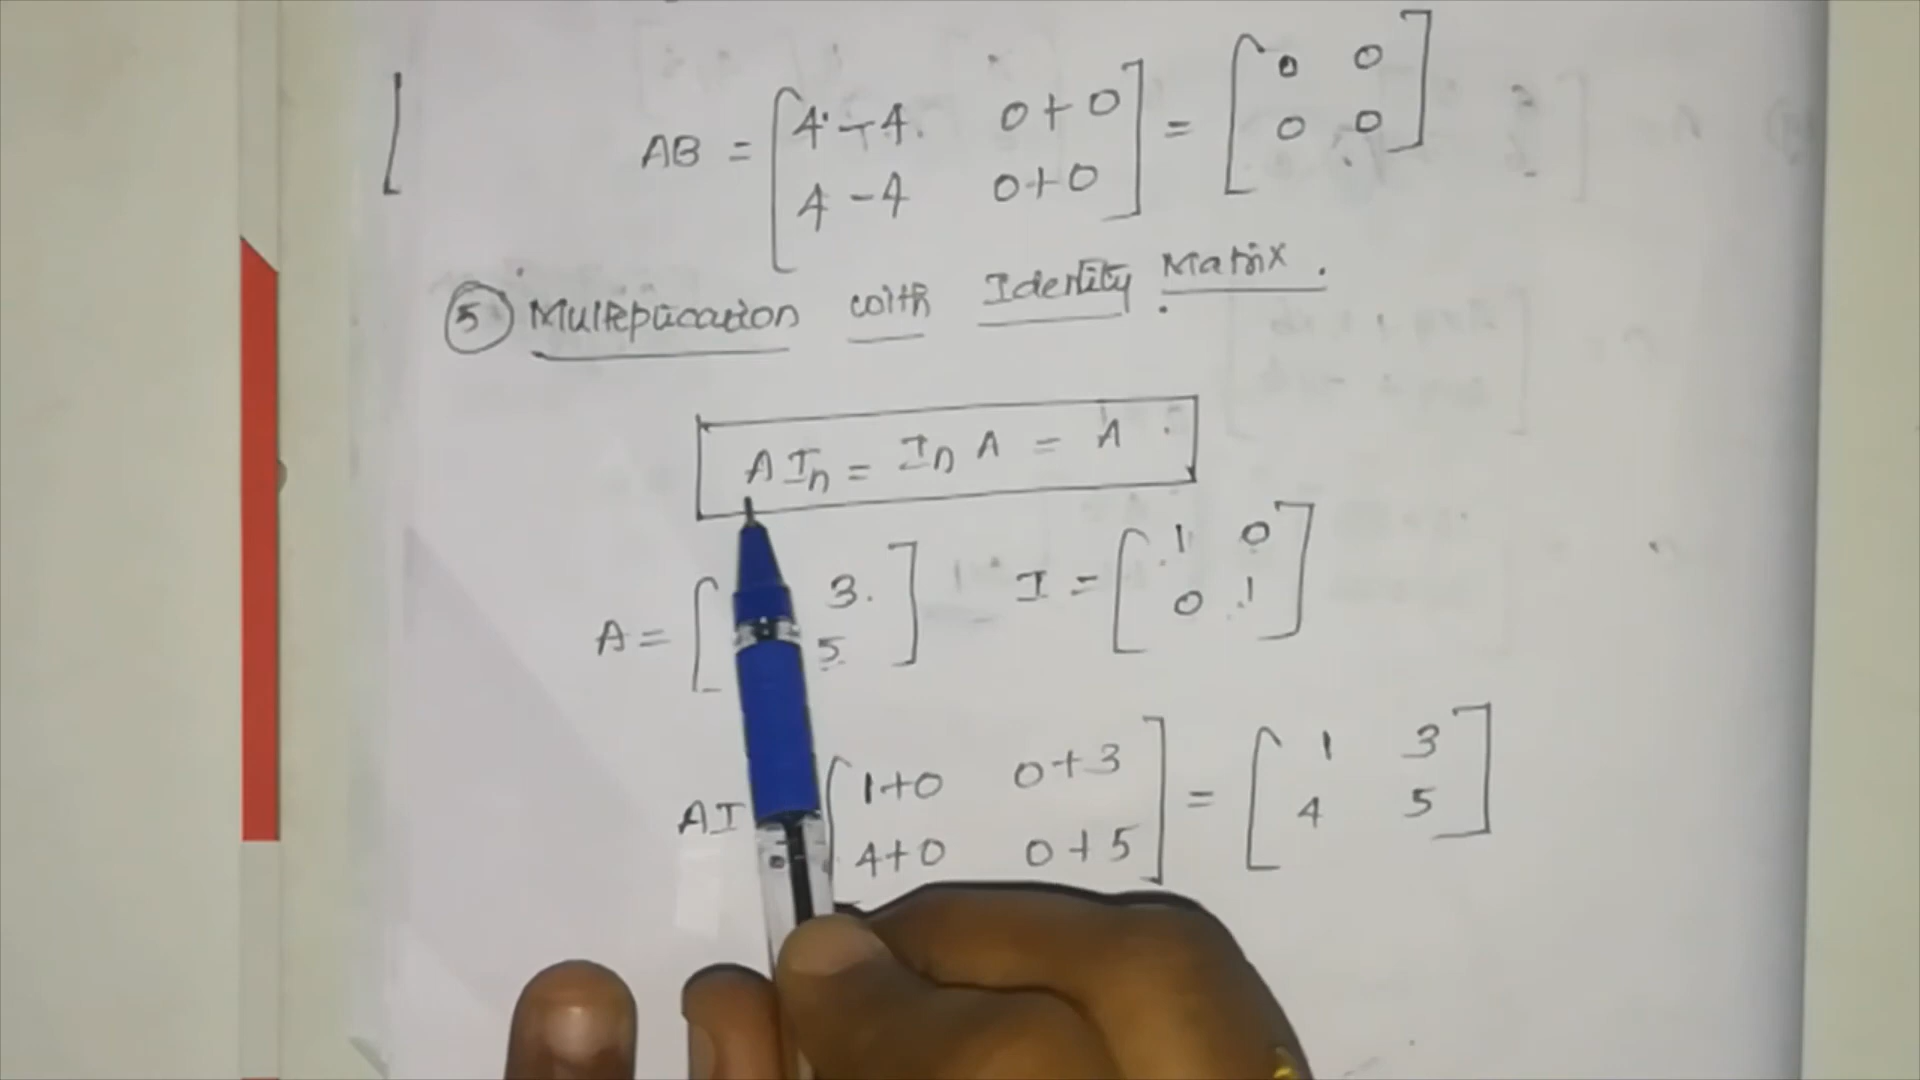 AB = [4-4 0+0 = [0 0
4-4 0+0] 0 0]
5 Multiplication with Identity Matrix.
A In = In A = A
A = [ 3. I = [1 0
5 ] 0 1]
AI [1+0 0+3 = [1 3
4+0 0+5] 4 5]